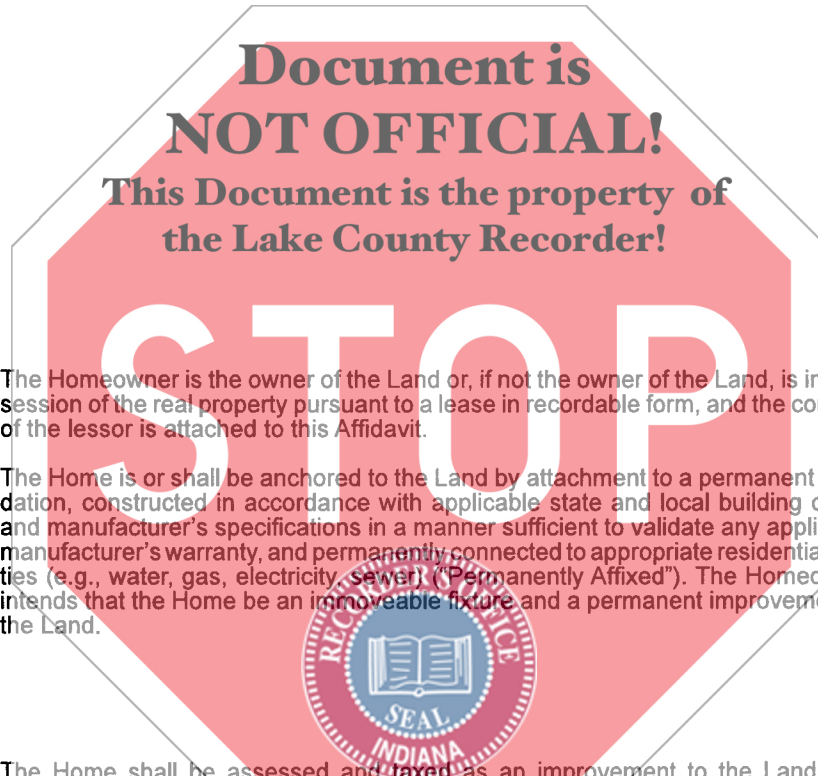 Document is
NOT OFFICIAL!
This Document is the property of
the Lake County Recorder!
STOP
The Homeowner is the owner of the Land or, if not the owner of the Land, is in
session of the real property pursuant to a lease in recordable form, and the co
of the lessor is attached to this Affidavit.
The Home is or shall be anchored to the Land by attachment to a permanent
dation, constructed in accordance with applicable state and local building
and manufacturer's specifications in a manner sufficient to validate any appli
manufacturer's warranty, and permanently connected to appropriate residentia
ties (e.g., water, gas, electricity, sewer) ("Permanently Affixed"). The Homeo
intends that the Home be an immoveable fixture and a permanent improveme
the Land.
RECORDER'S OFFICE
SEAL
INDIANA
The Home shall be assessed and taxed as an improvement to the Land